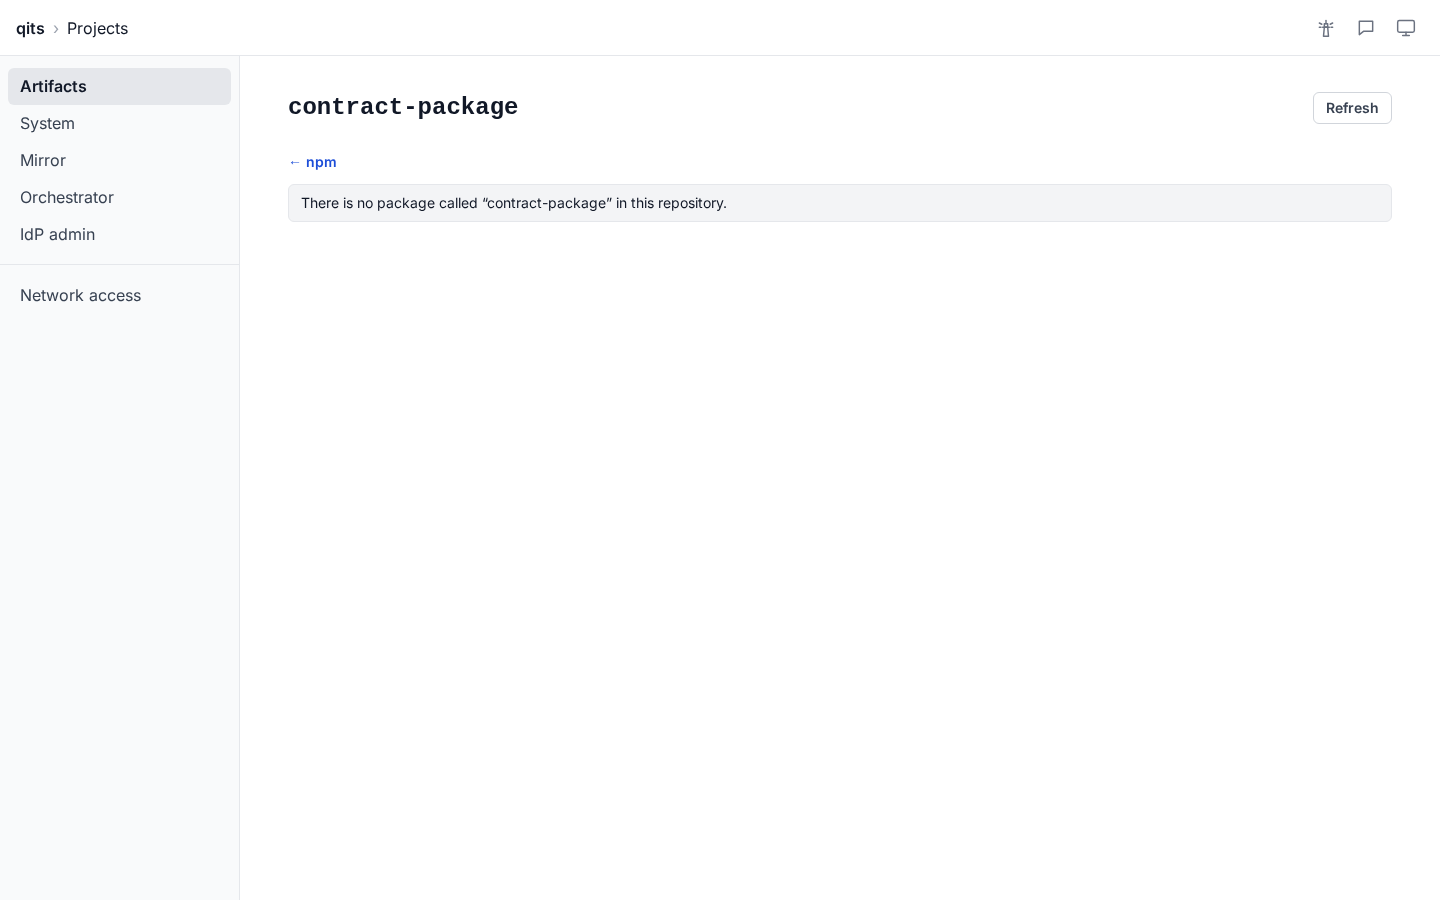 qits › Projects
Artifacts
System
Mirror
Orchestrator
IdP admin
Network access
contract-package
Refresh
← npm
There is no package called “contract-package” in this repository.